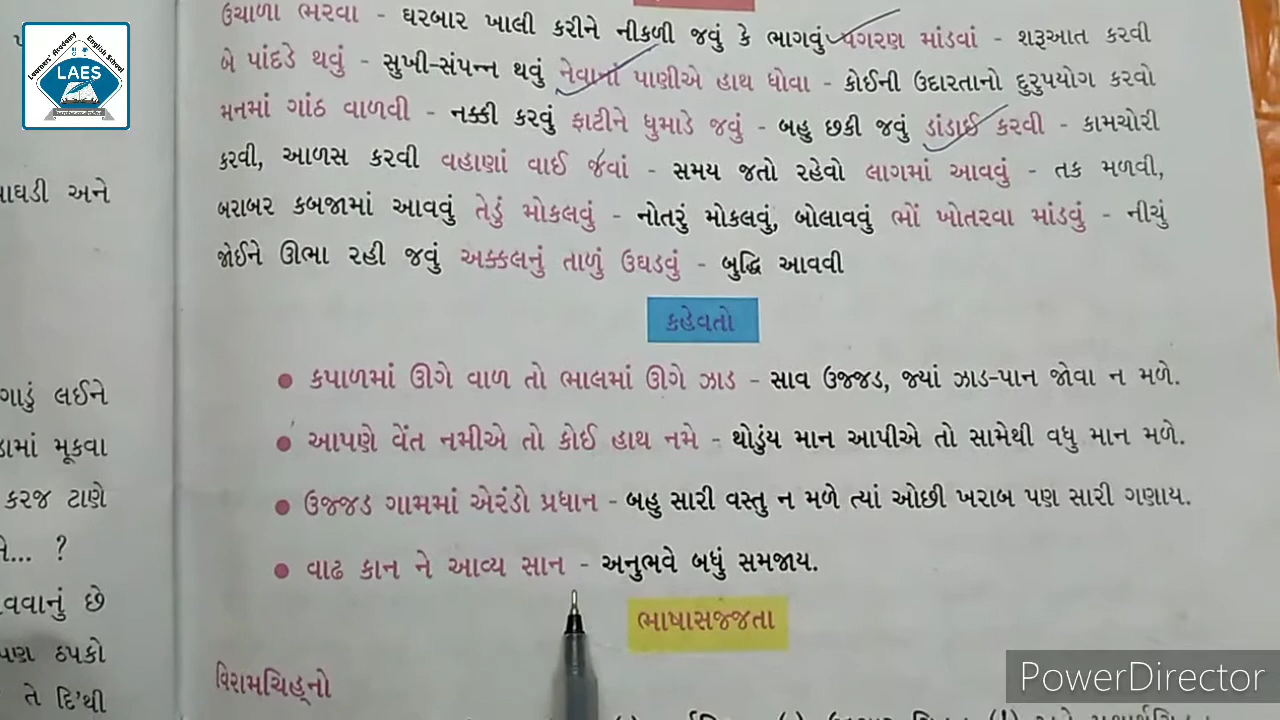 Learners' Academy English School
LAES
ઉચાળા ભરવા - ઘરબાર ખાલી કરીને નીકળી જવું કે ભાગવું પગરણ માંડવાં - શરૂઆત કરવી
બે પાંદડે થવું - સુખી-સંપન્ન થવું નેવાનાં પાણીએ હાથ ધોવા - કોઈની ઉદારતાનો દુરુપયોગ કરવો
મનમાં ગાંઠ વાળવી - નક્કી કરવું ફાટીને ધુમાડે જવું - બહુ છકી જવું ડાંડાઈ કરવી - કામચોરી
કરવી, આળસ કરવી વહાણાં વાઈ જવાં - સમય જતો રહેવો લાગમાં આવવું - તક મળવી,
બરાબર કબજામાં આવવું તેડું મોકલવું - નોતરું મોકલવું, બોલાવવું ભોં ખોતરવા માંડવું - નીચું
જોઈને ઊભા રહી જવું અક્કલનું તાળું ઉઘડવું - બુદ્ધિ આવવી
કહેવતો
● કપાળમાં ઊગે વાળ તો ભાલમાં ઊગે ઝાડ - સાવ ઉજ્જડ, જ્યાં ઝાડ-પાન જોવા ન મળે.
● આપણે વેંત નમીએ તો કોઈ હાથ નમે - થોડુંય માન આપીએ તો સામેથી વધુ માન મળે.
● ઉજ્જડ ગામમાં એરંડો પ્રધાન - બહુ સારી વસ્તુ ન મળે ત્યાં ઓછી ખરાબ પણ સારી ગણાય.
● વાઢ કાન ને આવ્ય સાન - અનુભવે બધું સમજાય.
ભાષાસજ્જતા
વિરામચિહ્નો
ાઘડી અને
ગાડું લઈને
ામાં મૂકવા
કરજ ટાણે
... ?
વવાનું છે
પણ ઠપકો
તે દિ'થી
PowerDirector